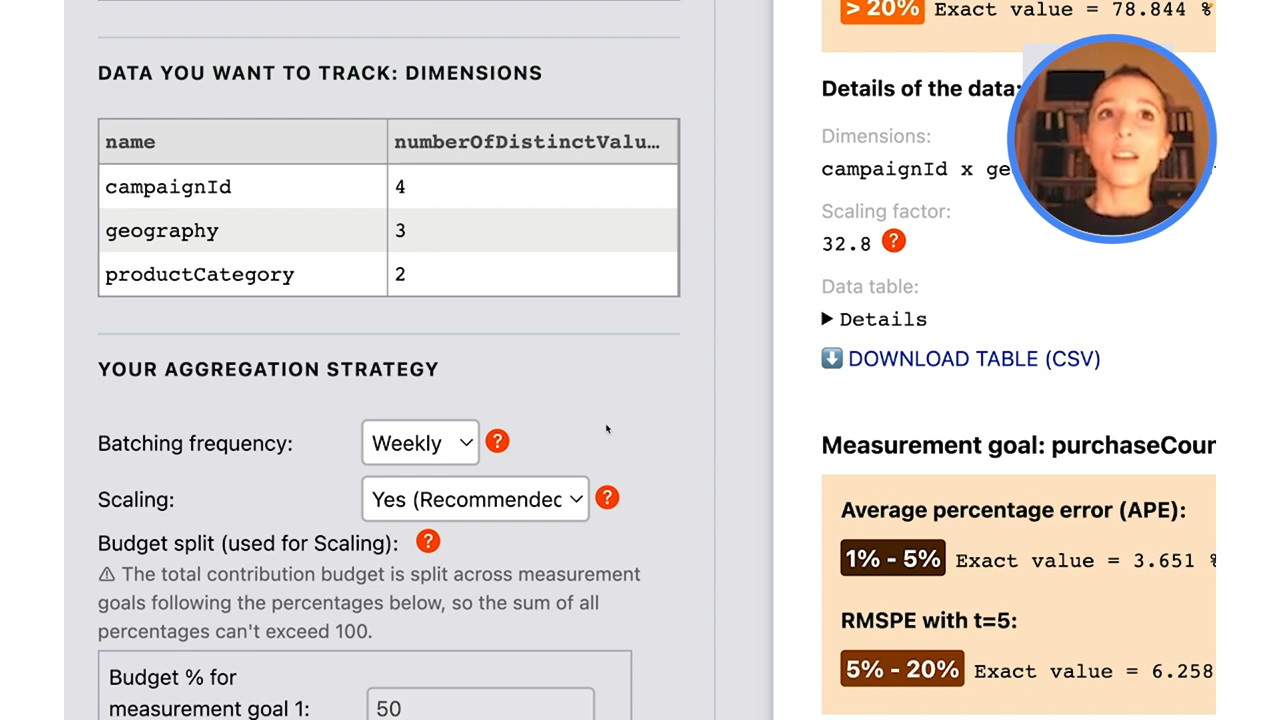 DATA YOU WANT TO TRACK: DIMENSIONS
name numberOfDistinctValu…
campaignId 4
geography 3
productCategory 2
YOUR AGGREGATION STRATEGY
Batching frequency: Weekly ?
Scaling: Yes (Recommended ?
Budget split (used for Scaling): ?
⚠ The total contribution budget is split across measurement
goals following the percentages below, so the sum of all
percentages can't exceed 100.
Budget % for
measurement goal 1: 50
> 20% Exact value = 78.844 %
Details of the data:
Dimensions:
campaignId x ge
Scaling factor:
32.8 ?
Data table:
▶ Details
⬇ DOWNLOAD TABLE (CSV)
Measurement goal: purchaseCour
Average percentage error (APE):
1% - 5% Exact value = 3.651 %
RMSPE with t=5:
5% - 20% Exact value = 6.258